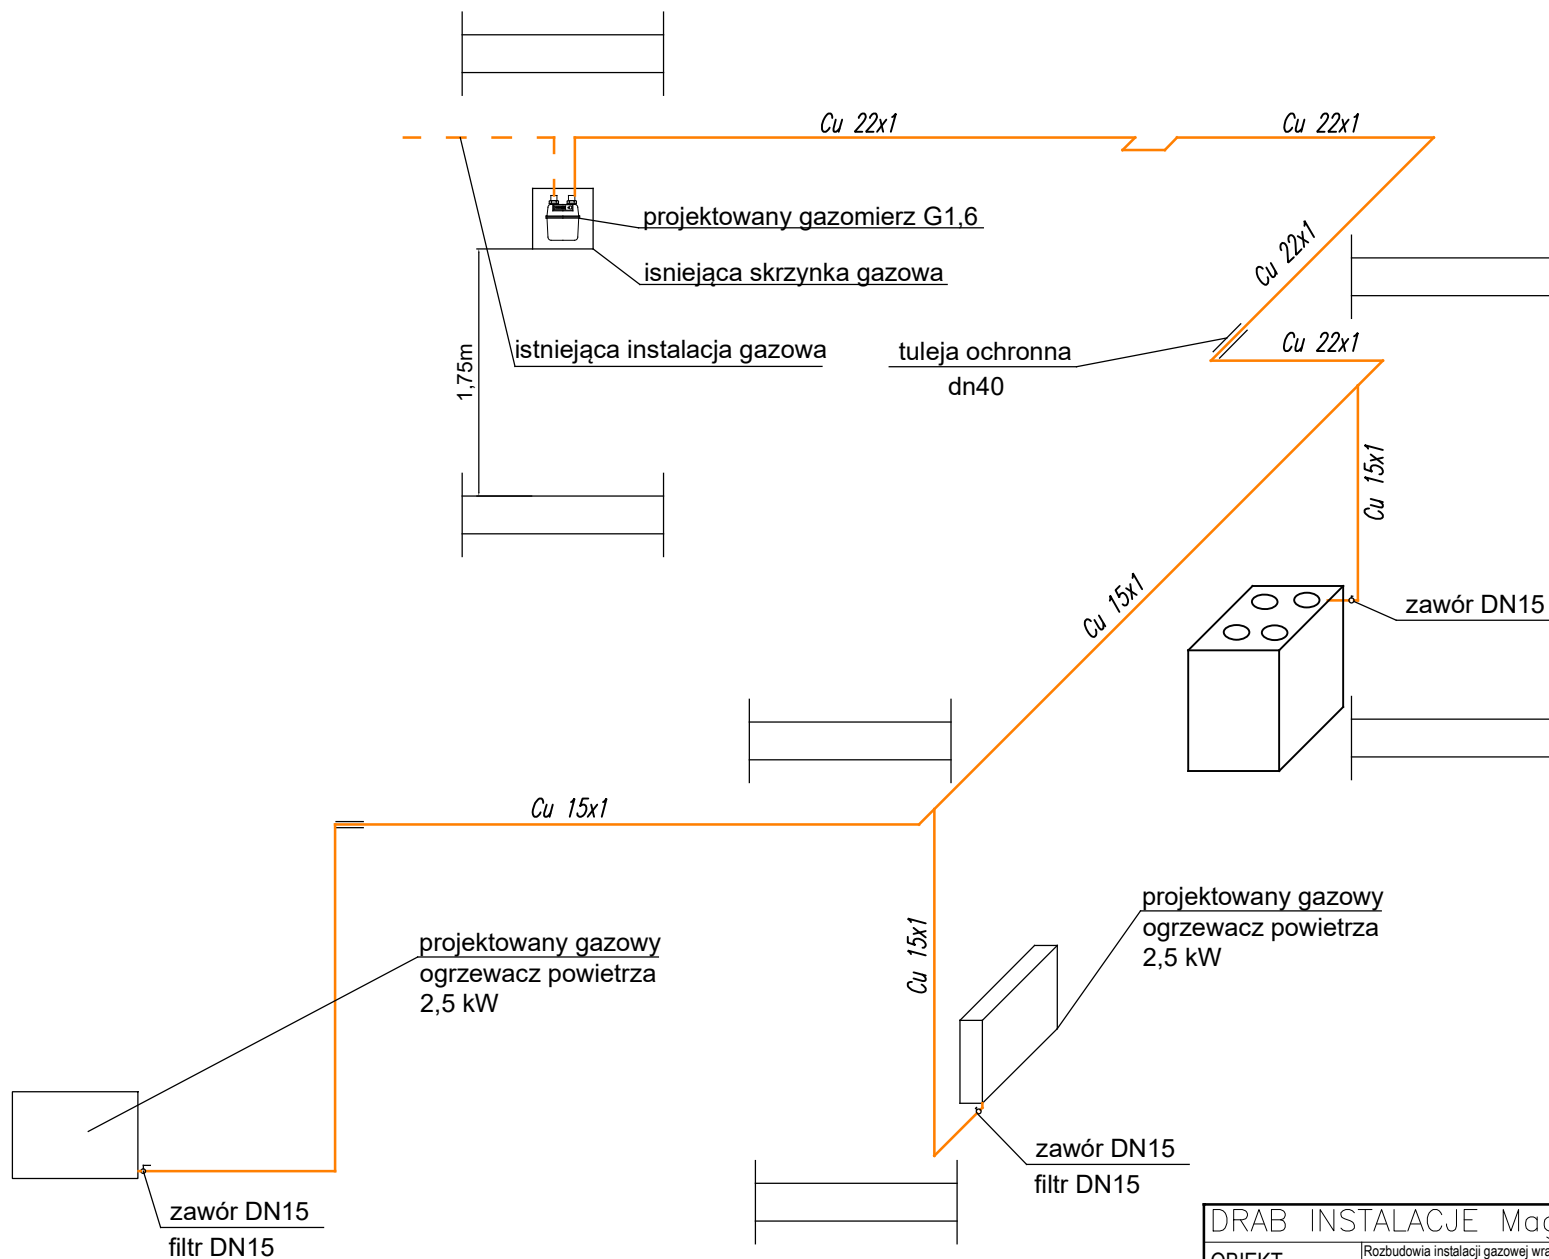 Cu 22x1
Cu 22x1
projektowany gazomierz G1,6
isniejąca skrzynka gazowa
Cu 22x1
istniejąca instalacja gazowa
tuleja ochronna
dn40
Cu 22x1
1,75m
Cu 15x1
Cu 15x1
zawór DN15
Cu 15x1
projektowany gazowy
ogrzewacz powietrza
2,5 kW
Cu 15x1
projektowany gazowy
ogrzewacz powietrza
2,5 kW
zawór DN15
filtr DN15
zawór DN15
filtr DN15
DRAB INSTALACJE
OBIEKT
Rozbudowia instalacji gazowej